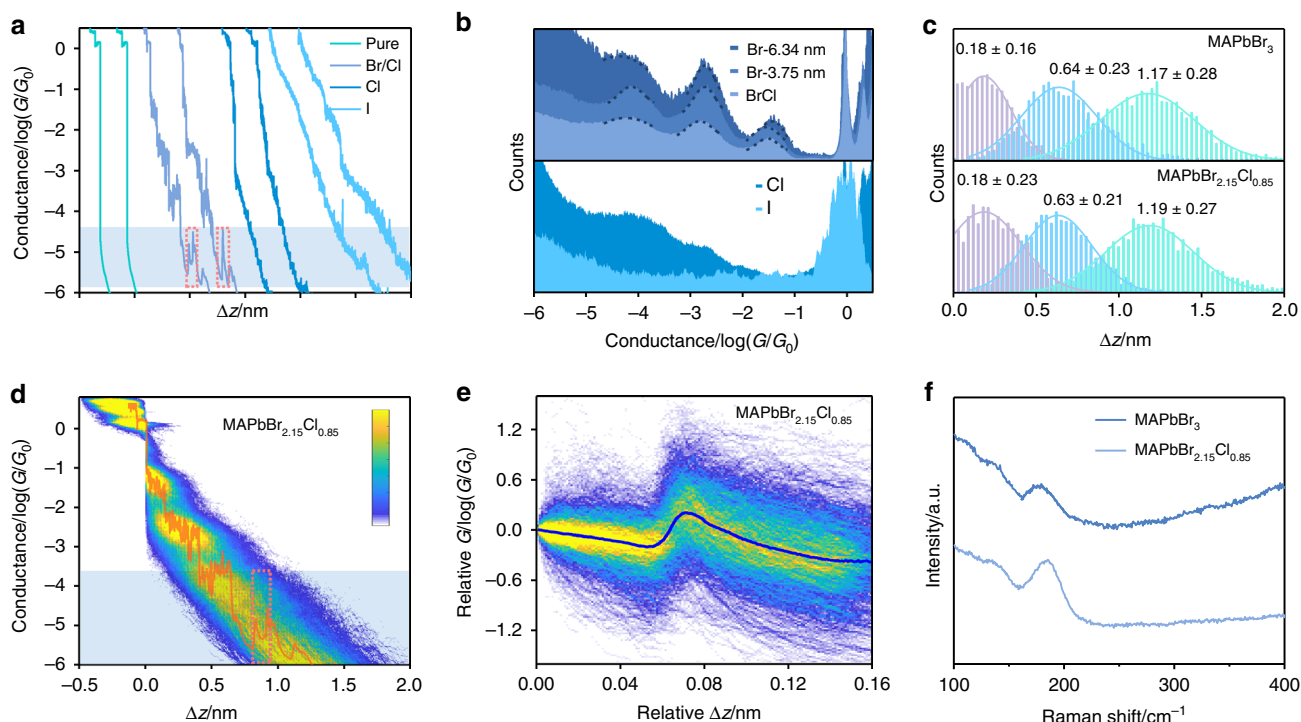 a
Conductance/log(G/G₀)
0
−1
−2
−3
−4
−5
−6
Pure
Br/Cl
Cl
I
Δz/nm
b
Counts
Br-6.34 nm
Br-3.75 nm
BrCl
Cl
I
−6 −5 −4 −3 −2 −1 0
Conductance/log(G/G₀)
c
Counts
MAPbBr₃
0.18 ± 0.16
0.64 ± 0.23
1.17 ± 0.28
MAPbBr₂.₁₅Cl₀.₈₅
0.18 ± 0.23
0.63 ± 0.21
1.19 ± 0.27
0.0 0.5 1.0 1.5 2.0
Δz/nm
d
Conductance/log(G/G₀)
MAPbBr₂.₁₅Cl₀.₈₅
0
−1
−2
−3
−4
−5
−6
−0.5 0.0 0.5 1.0 1.5 2.0
Δz/nm
e
Relative G/log(G/G₀)
MAPbBr₂.₁₅Cl₀.₈₅
1.2
0.6
0.0
−0.6
−1.2
0.00 0.04 0.08 0.12 0.16
Relative Δz/nm
f
Intensity/a.u.
MAPbBr₃
MAPbBr₂.₁₅Cl₀.₈₅
100 200 300 400
Raman shift/cm⁻¹